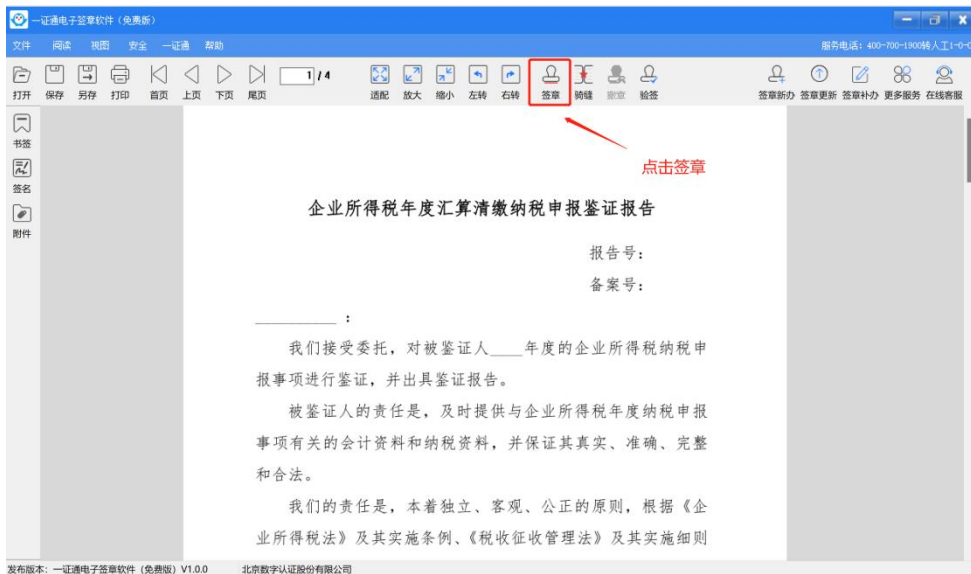 一证通电子签章软件（免费版）
文件 阅读 视图 安全 一证通 帮助 服务电话：400-700-1900转人工1-0-0
打开 保存 另存 打印 首页 上页 下页 尾页 1 / 4 适配 放大 缩小 左转 右转 签章 骑缝 撤章 验签 签章新办 签章更新 签章补办 更多服务 在线客服
书签
签名
附件
点击签章
企业所得税年度汇算清缴纳税申报鉴证报告
报告号：
备案号：
__________ ：
我们接受委托，对被鉴证人____年度的企业所得税纳税申
报事项进行鉴证，并出具鉴证报告。
被鉴证人的责任是，及时提供与企业所得税年度纳税申报
事项有关的会计资料和纳税资料，并保证其真实、准确、完整
和合法。
我们的责任是，本着独立、客观、公正的原则，根据《企
业所得税法》及其实施条例、《税收征收管理法》及其实施细则
发布版本：一证通电子签章软件（免费版）V1.0.0 北京数字认证股份有限公司